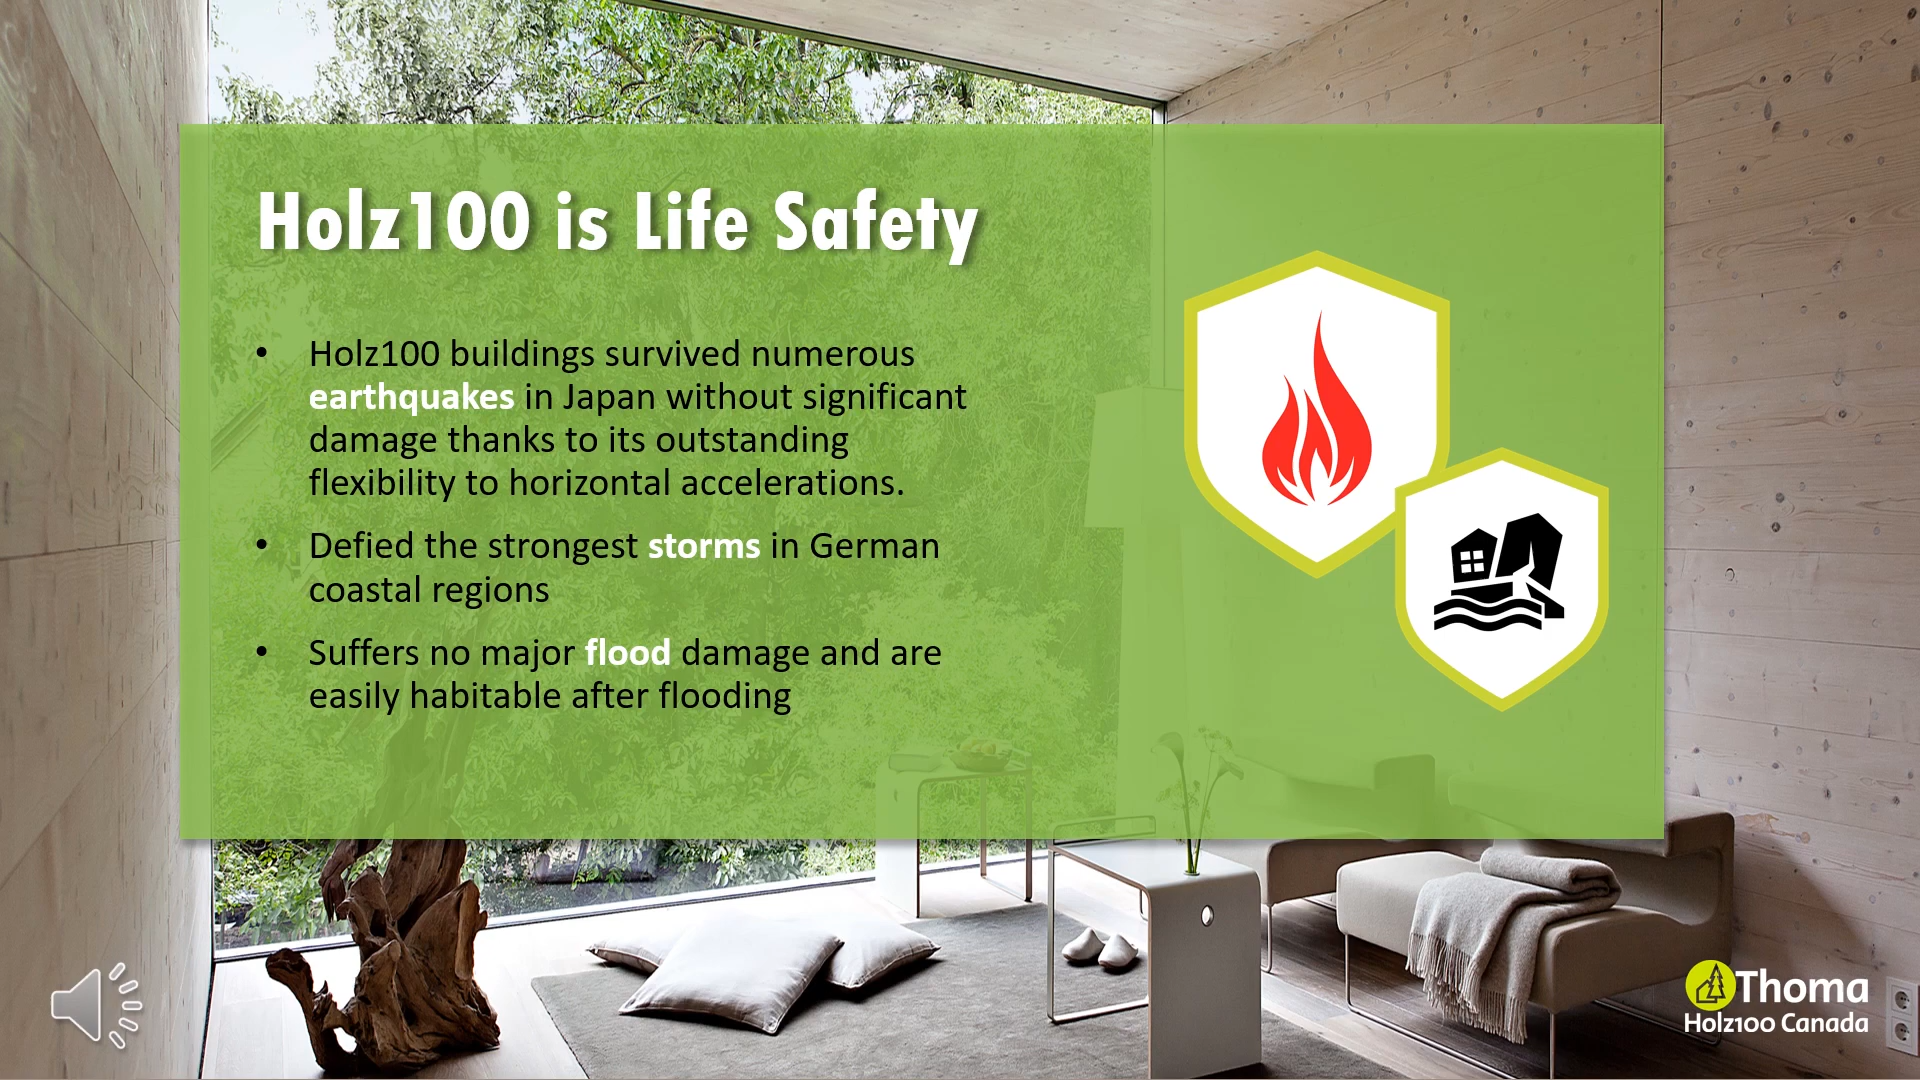 Holz100 is Life Safety
• Holz100 buildings survived numerous
earthquakes in Japan without significant
damage thanks to its outstanding
flexibility to horizontal accelerations.
• Defied the strongest storms in German
coastal regions
• Suffers no major flood damage and are
easily habitable after flooding
Thoma
Holz100 Canada